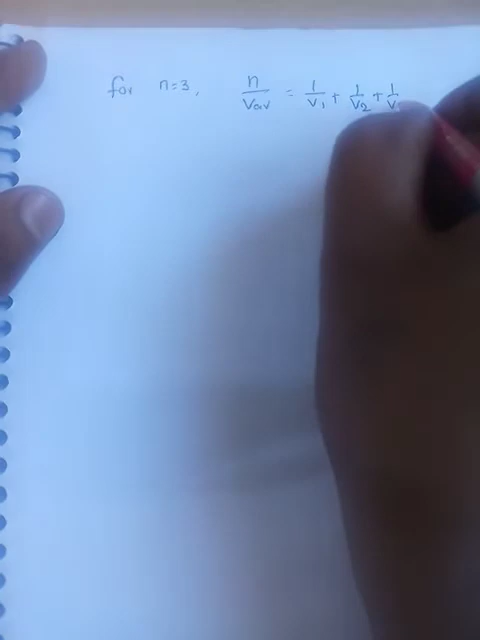 for n=3, n/Vav = 1/V1 + 1/V2 + 1/V